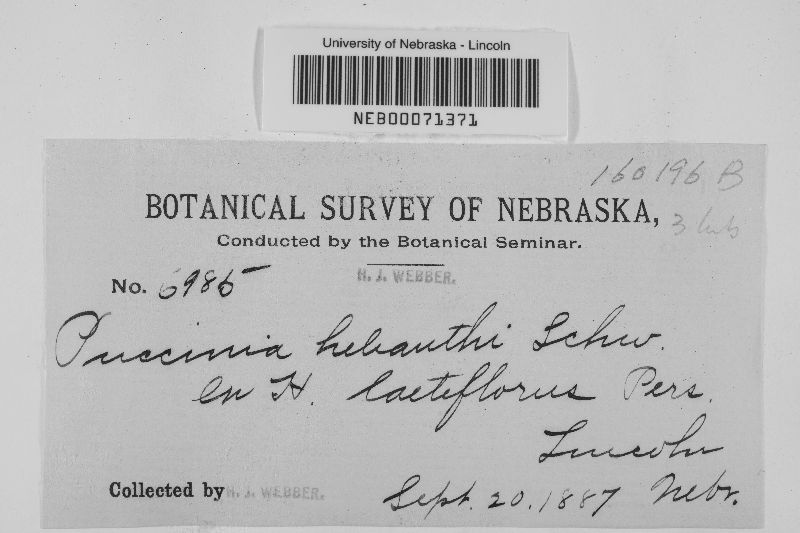 University of Nebraska - Lincoln
NEB00071371
160196 B
BOTANICAL SURVEY OF NEBRASKA,
Conducted by the Botanical Seminar.
H. J. WEBBER.
No. 6985
Puccinia helianthi Schw.
On H. laetiflorus Pers.
Lincoln
Collected by H. J. WEBBER. Sept. 20. 1887 Nebr.